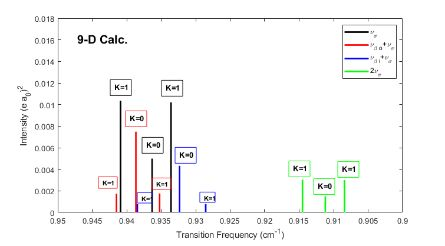 0.018
0.016
0.014
0.012
0.01
0.008
0.006
0.004
0.002
0
Intensity (e a₀)²
9-D Calc.
K=1
K=0
K=1
K=0
K=0
K=1
K=1
K=1
K=1
K=1
K=0
0.95
0.945
0.94
0.935
0.93
0.925
0.92
0.915
0.91
0.905
0.9
Transition Frequency (cm⁻¹)